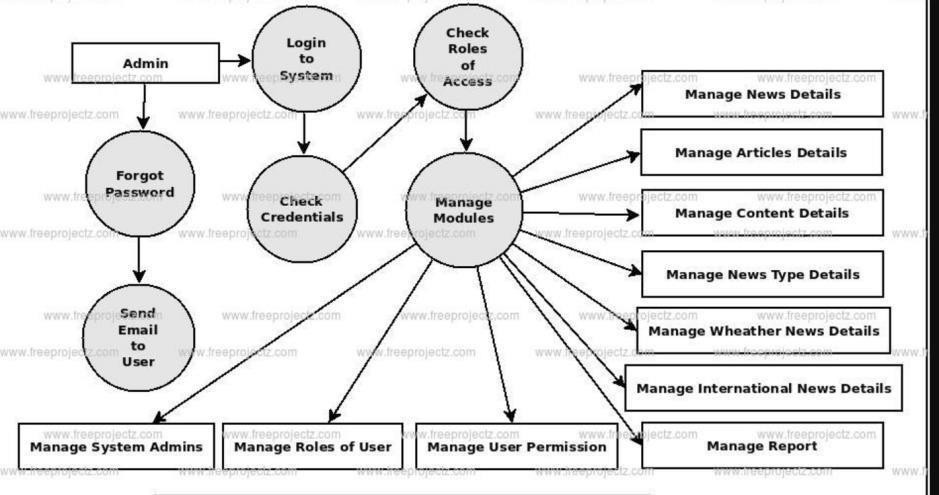 Admin
Login
to
System
Check
Roles
of
Access
Forgot
Password
Check
Credentials
Manage
Modules
Send
Email
to
User
Manage News Details
Manage Articles Details
Manage Content Details
Manage News Type Details
Manage Wheather News Details
Manage International News Details
Manage System Admins
Manage Roles of User
Manage User Permission
Manage Report
www.freeprojectz.com